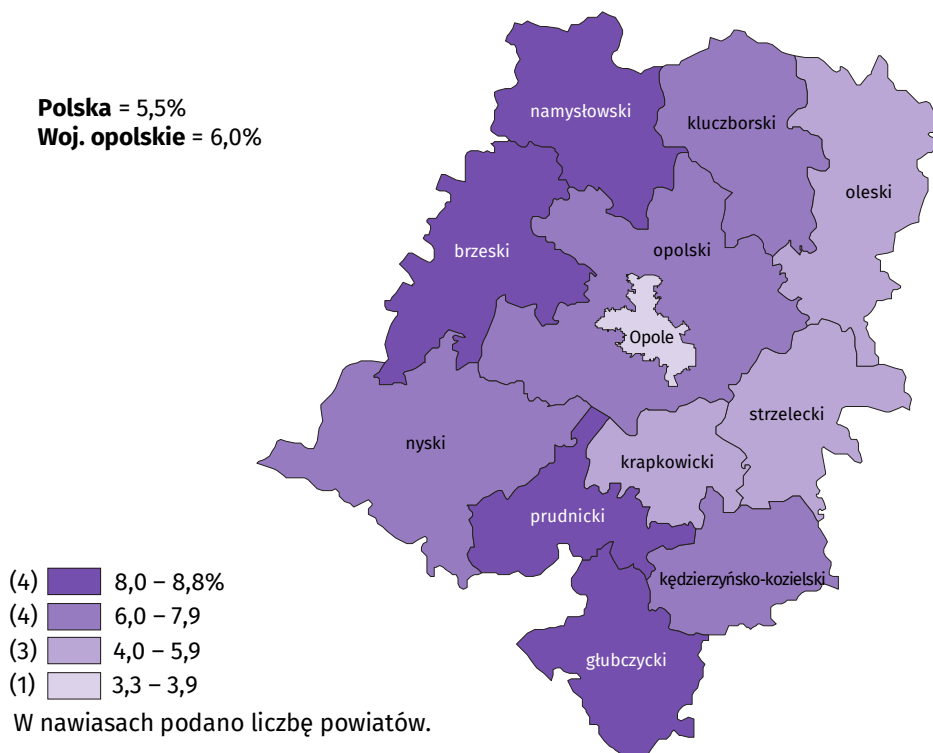 Polska = 5,5%
Woj. opolskie = 6,0%
namysłowski
kluczborski
oleski
brzeski
opolski
Opole
strzelecki
nyski
krapkowicki
prudnicki
kędzierzyńsko-kozielski
głubczycki
(4) 8,0 – 8,8%
(4) 6,0 – 7,9
(3) 4,0 – 5,9
(1) 3,3 – 3,9
W nawiasach podano liczbę powiatów.